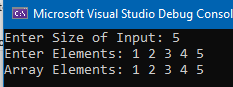 Microsoft Visual Studio Debug Consol
Enter Size of Input: 5
Enter Elements: 1 2 3 4 5
Array Elements: 1 2 3 4 5